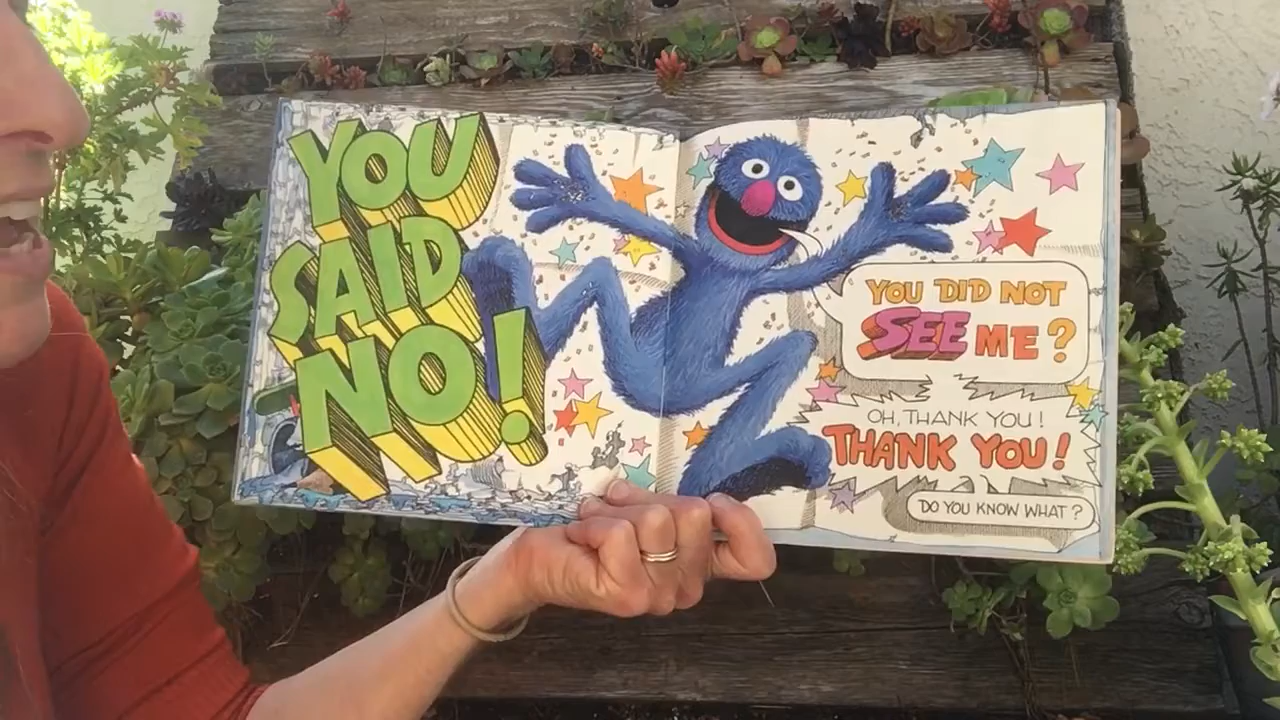 YOU
SAID
NO!
YOU DID NOT
SEE ME?
OH, THANK YOU!
THANK YOU!
DO YOU KNOW WHAT?